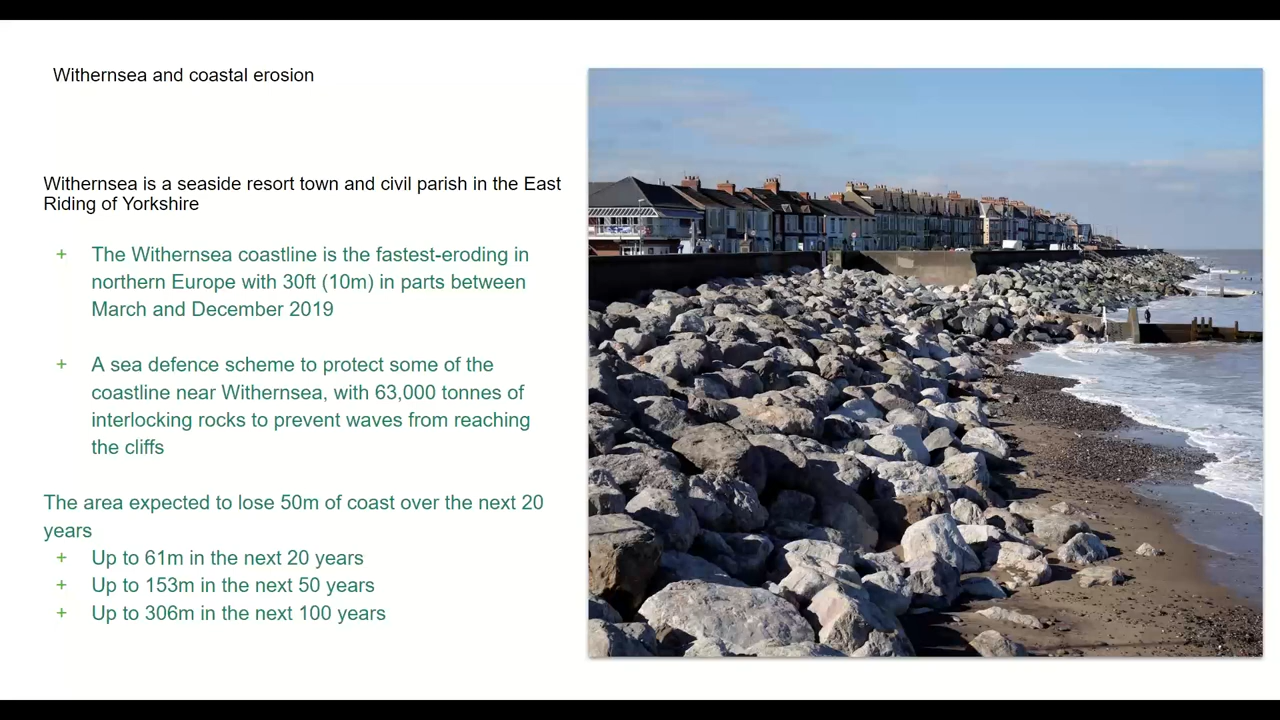 Withernsea and coastal erosion
Withernsea is a seaside resort town and civil parish in the East
Riding of Yorkshire
+ The Withernsea coastline is the fastest-eroding in
northern Europe with 30ft (10m) in parts between
March and December 2019
+ A sea defence scheme to protect some of the
coastline near Withernsea, with 63,000 tonnes of
interlocking rocks to prevent waves from reaching
the cliffs
The area expected to lose 50m of coast over the next 20
years
+ Up to 61m in the next 20 years
+ Up to 153m in the next 50 years
+ Up to 306m in the next 100 years